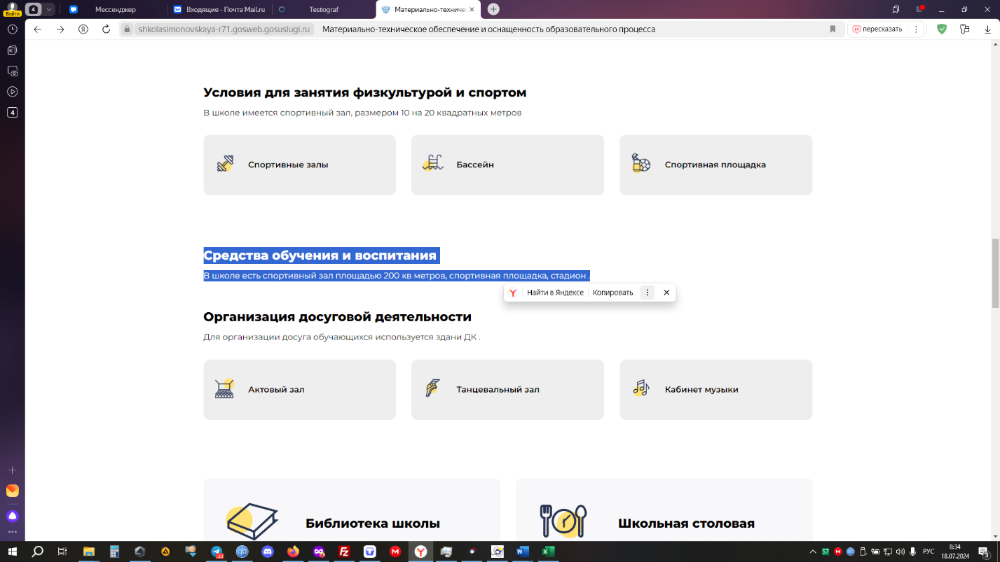 4
Мессенджер
Входящие - Почта Mail.ru
Testograf
Материально-техничес
Войти
shkolasimonovskaya-r71.gosweb.gosuslugi.ru
Материально-техническое обеспечение и оснащенность образовательного процесса
пересказать
4
Условия для занятия физкультурой и спортом
В школе имеется спортивный зал, размером 10 на 20 квадратных метров
Спортивные залы
Бассейн
Спортивная площадка
Средства обучения и воспитания
В школе есть спортивный зал площадью 200 кв метров, спортивная площадка, стадион .
Найти в Яндексе
Копировать
Организация досуговой деятельности
Для организации досуга обучающихся используется здани ДК .
Актовый зал
Танцевальный зал
Кабинет музыки
Библиотека школы
Школьная столовая
57
РУС
8:34
18.07.2024
3